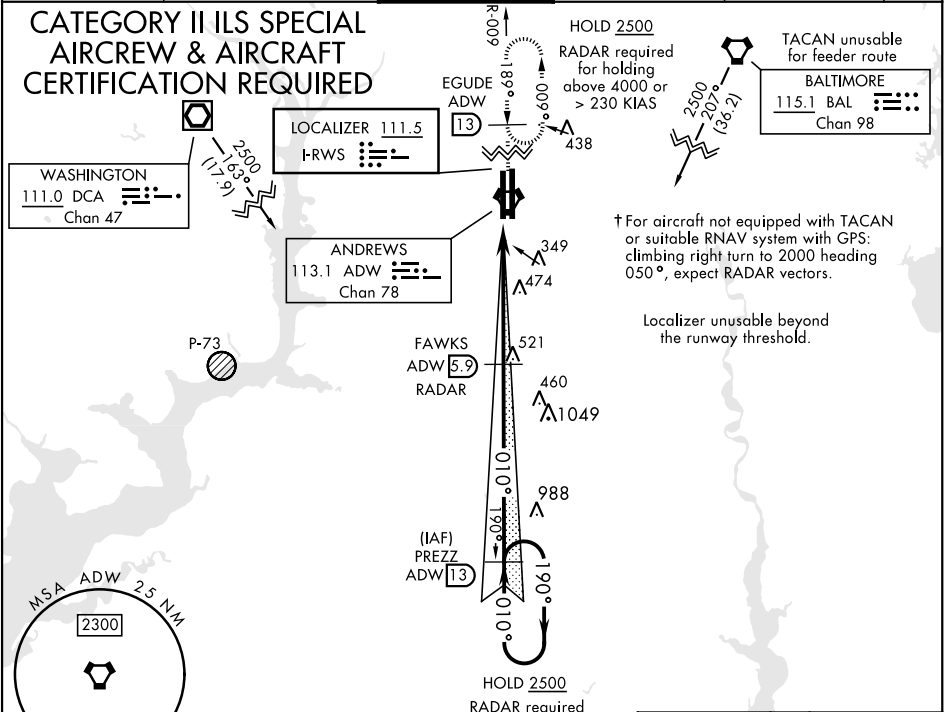 CATEGORY II ILS SPECIAL
AIRCREW & AIRCRAFT
CERTIFICATION REQUIRED
R-009
189°
009°
HOLD 2500
RADAR required
for holding
above 4000 or
> 230 KIAS
EGUDE
ADW
13
438
TACAN unusable
for feeder route
BALTIMORE
115.1 BAL
Chan 98
2500
207°
(36.2)
LOCALIZER 111.5
I-RWS
WASHINGTON
111.0 DCA
Chan 47
2500
163°
(17.9)
ANDREWS
113.1 ADW
Chan 78
† For aircraft not equipped with TACAN
or suitable RNAV system with GPS:
climbing right turn to 2000 heading
050°, expect RADAR vectors.
Localizer unusable beyond
the runway threshold.
349
474
P-73
FAWKS
ADW 5.9
RADAR
521
460
1049
010°
190°
988
(IAF)
PREZZ
ADW 13
010°
190°
MSA ADW 25 NM
2300
HOLD 2500
RADAR required